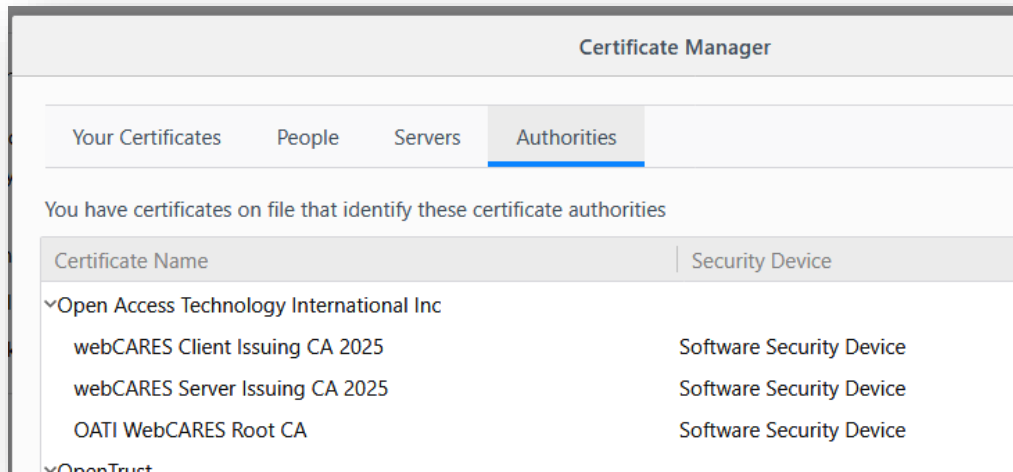 Certificate Manager
Your Certificates People Servers Authorities
You have certificates on file that identify these certificate authorities
Certificate Name Security Device
Open Access Technology International Inc
webCARES Client Issuing CA 2025 Software Security Device
webCARES Server Issuing CA 2025 Software Security Device
OATI WebCARES Root CA Software Security Device
OpenTrust